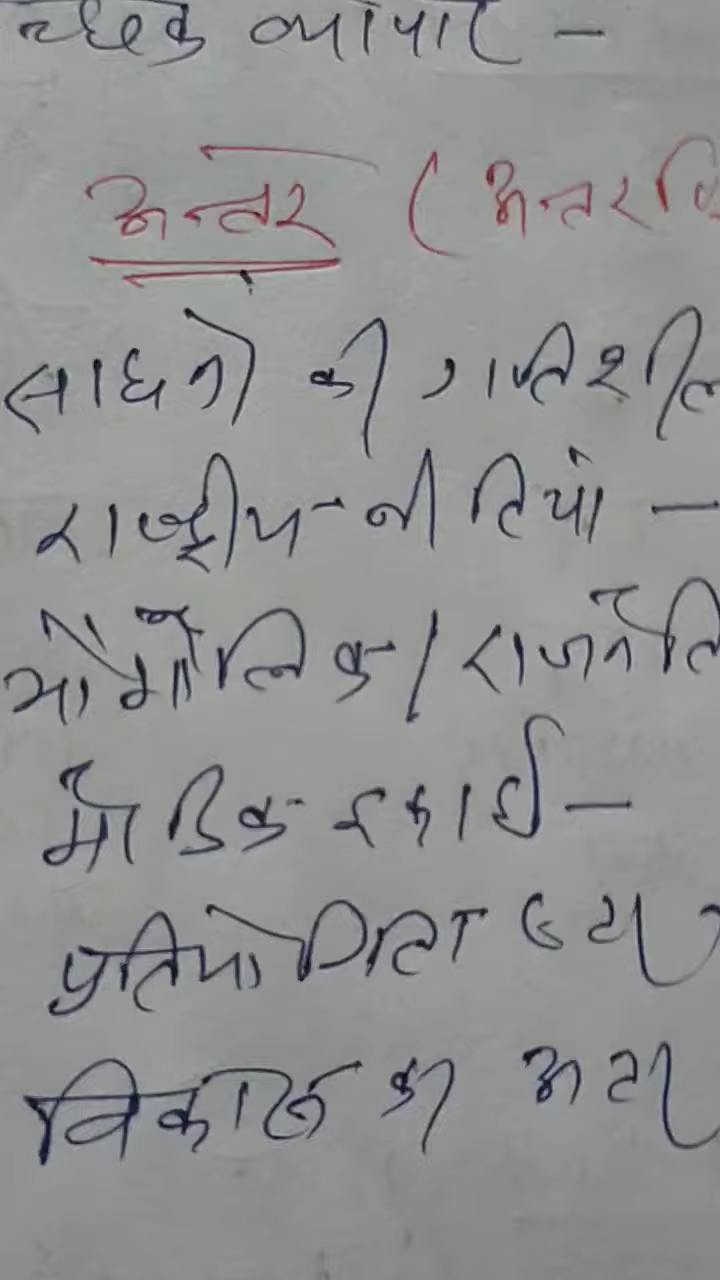 च्छिक व्यापार –
अन्तर (अन्तर
साधनो की गतिशील
राष्ट्रीय नीतियो –
भौगोलिक / राजनैति
मौद्रिक इकाई –
प्रतियोगिता
विकास की